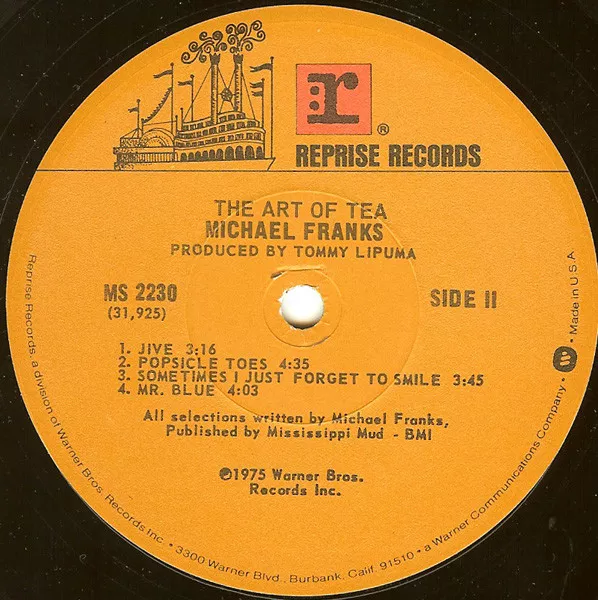 r
®
REPRISE RECORDS
THE ART OF TEA
MICHAEL FRANKS
PRODUCED BY TOMMY LIPUMA
MS 2230
(31,925)
SIDE II
1. JIVE 3:16
2. POPSICLE TOES 4:35
3. SOMETIMES I JUST FORGET TO SMILE 3:45
4. MR. BLUE 4:03
All selections written by Michael Franks,
Published by Mississippi Mud - BMI
℗1975 Warner Bros.
Records Inc.
Reprise Records, a division of Warner Bros. Records Inc. • 3300 Warner Blvd., Burbank, Calif. 91510 • a Warner Communications Company • W • Made in U.S.A.